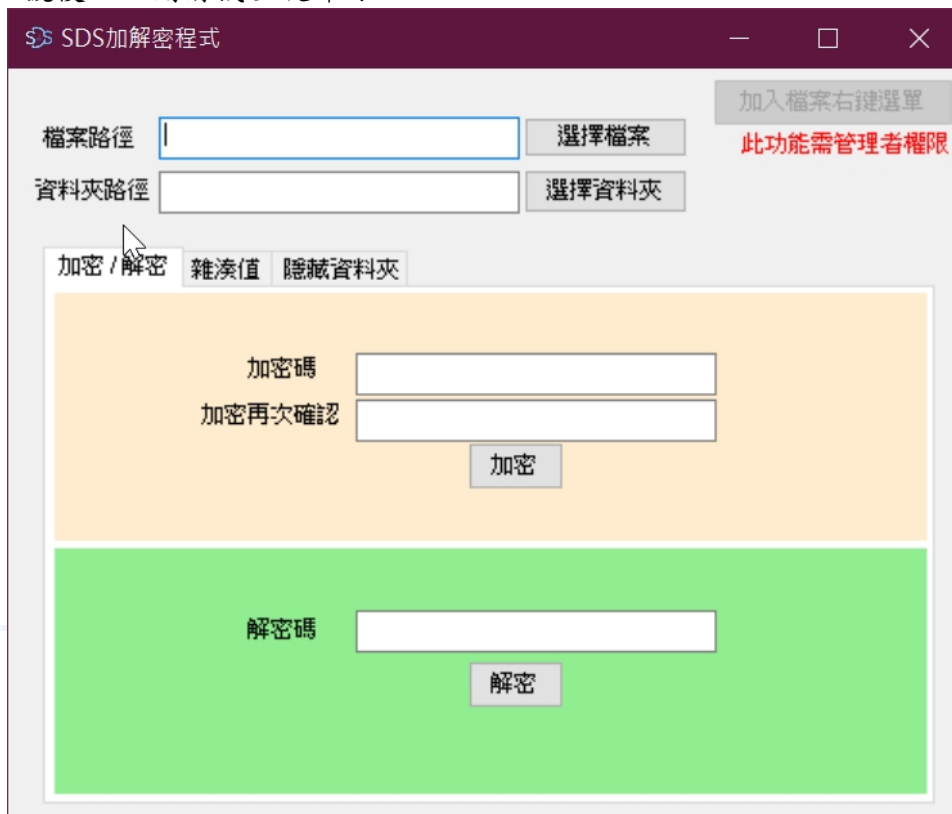 SDS SDS加解密程式
加入檔案右鍵選單
檔案路徑 選擇檔案 此功能需管理者權限
資料夾路徑 選擇資料夾
加密 / 解密 雜湊值 隱藏資料夾
加密碼
加密再次確認
加密
解密碼
解密